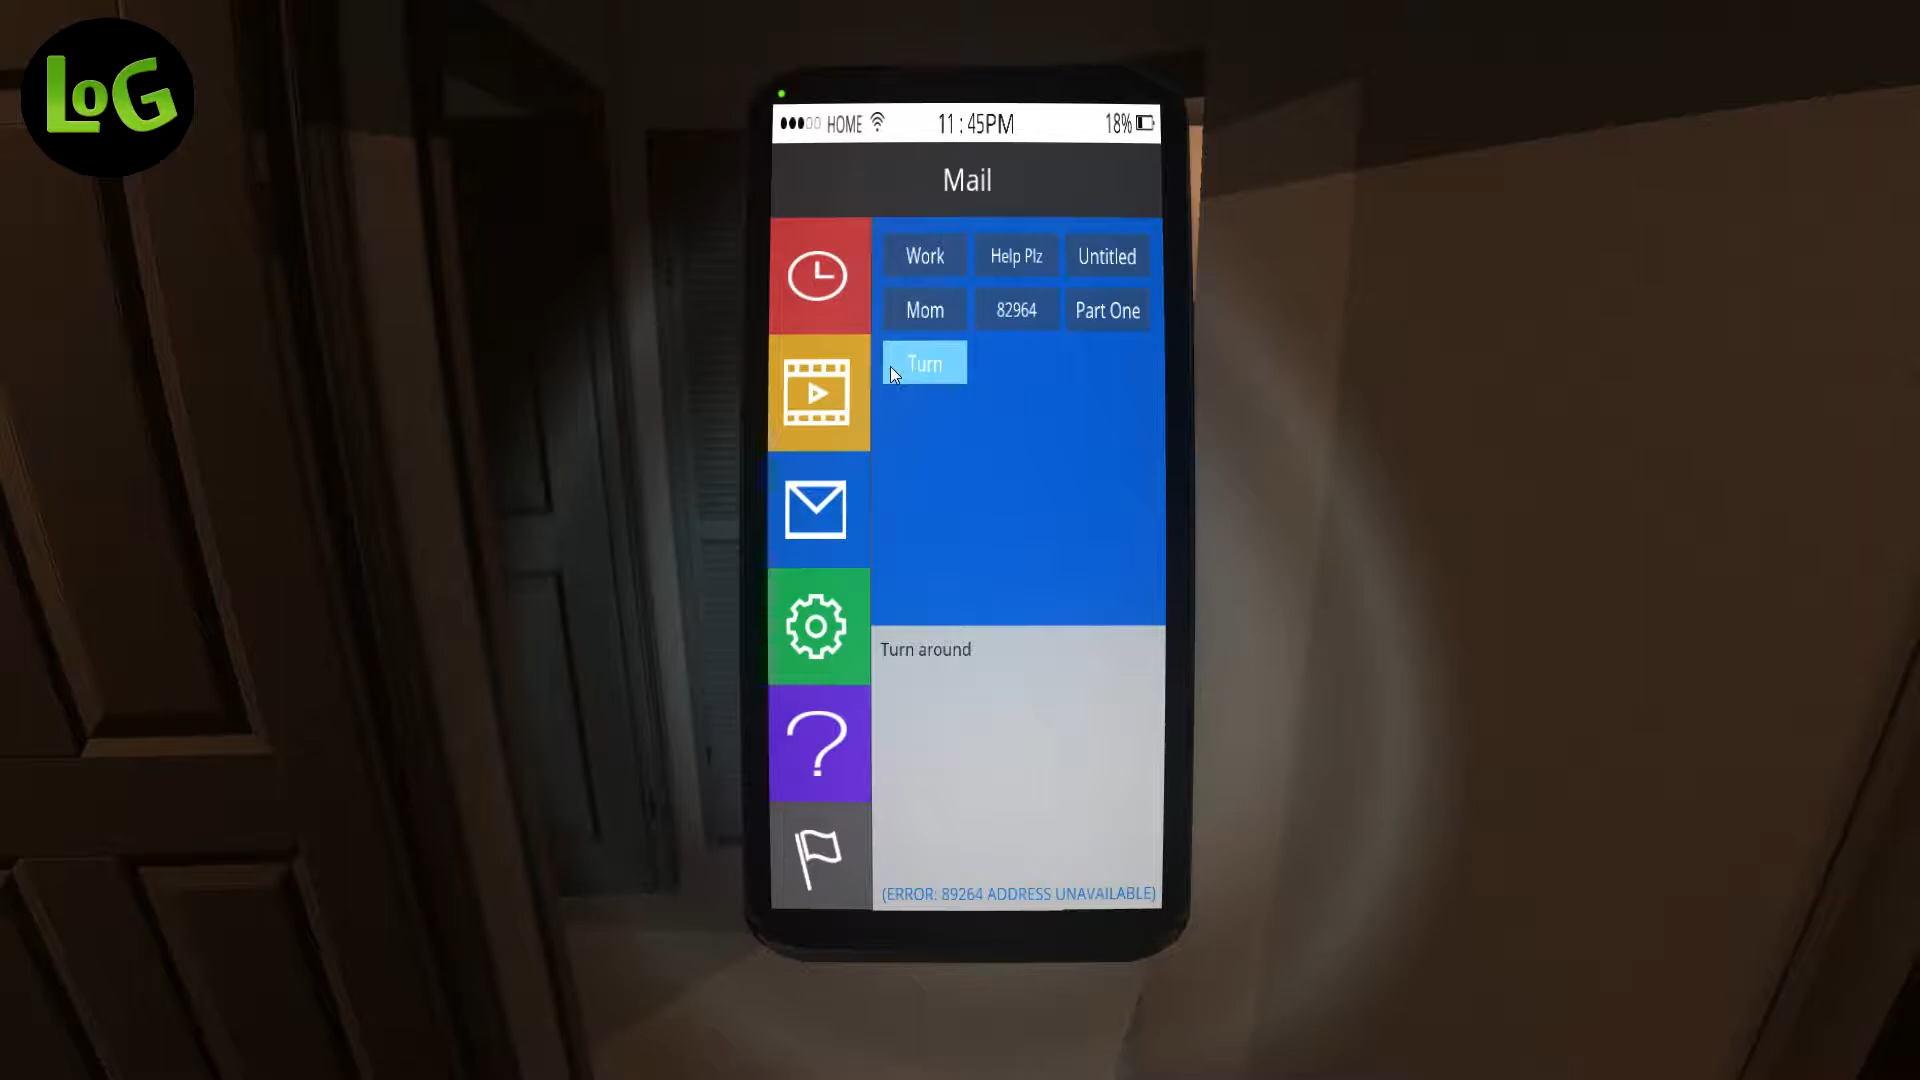 LoG
HOME 11:45PM 18%
Mail
Work Help Plz Untitled
Mom 82964 Part One
Turn
Turn around
(ERROR: 89264 ADDRESS UNAVAILABLE)